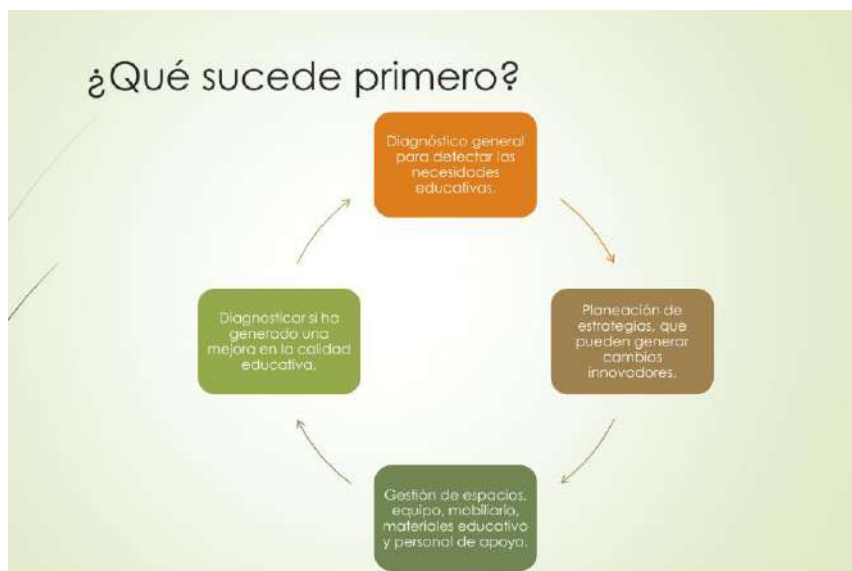 ¿Qué sucede primero?
Diagnóstico general
para detectar las
necesidades
educativas.
Planeación de
estrategias, que
pueden generar
cambios
innovadores.
Gestión de espacios,
equipo, mobiliario,
materiales educativo
y personal de apoyo.
Diagnosticar si ha
generado una
mejora en la calidad
educativa.